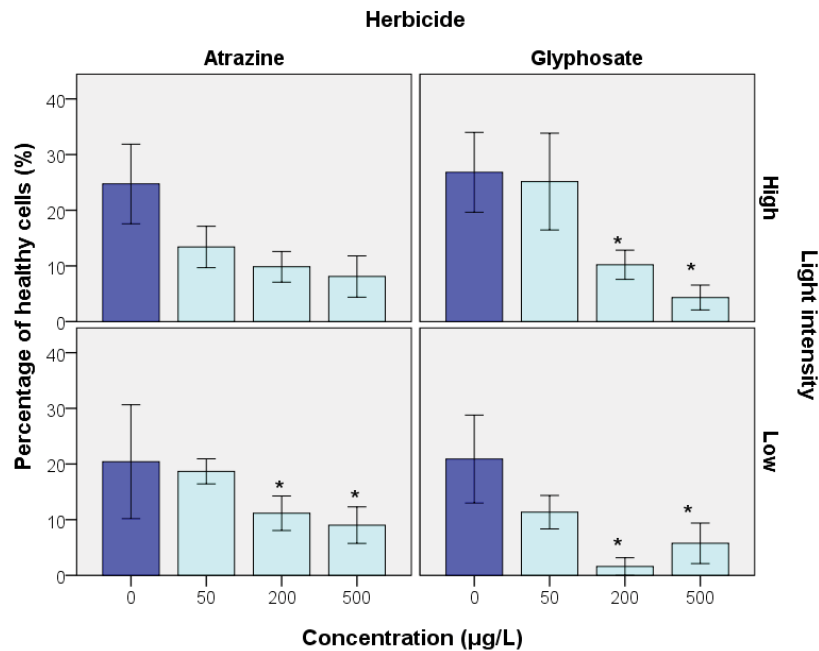 Herbicide
Atrazine Glyphosate
Percentage of healthy cells (%)
40
30
20
10
0
* *
High
Light intensity
40
30
20
10
0
* * * *
Low
0 50 200 500 0 50 200 500
Concentration (µg/L)